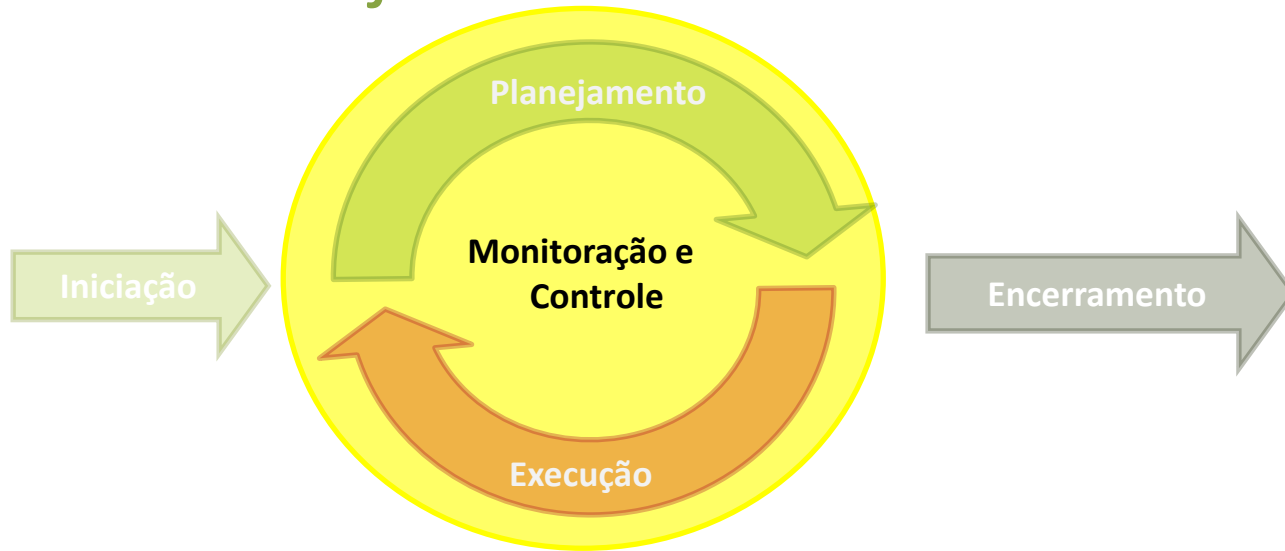 Planejamento
Monitoração e
Controle
Iniciação
Encerramento
Execução